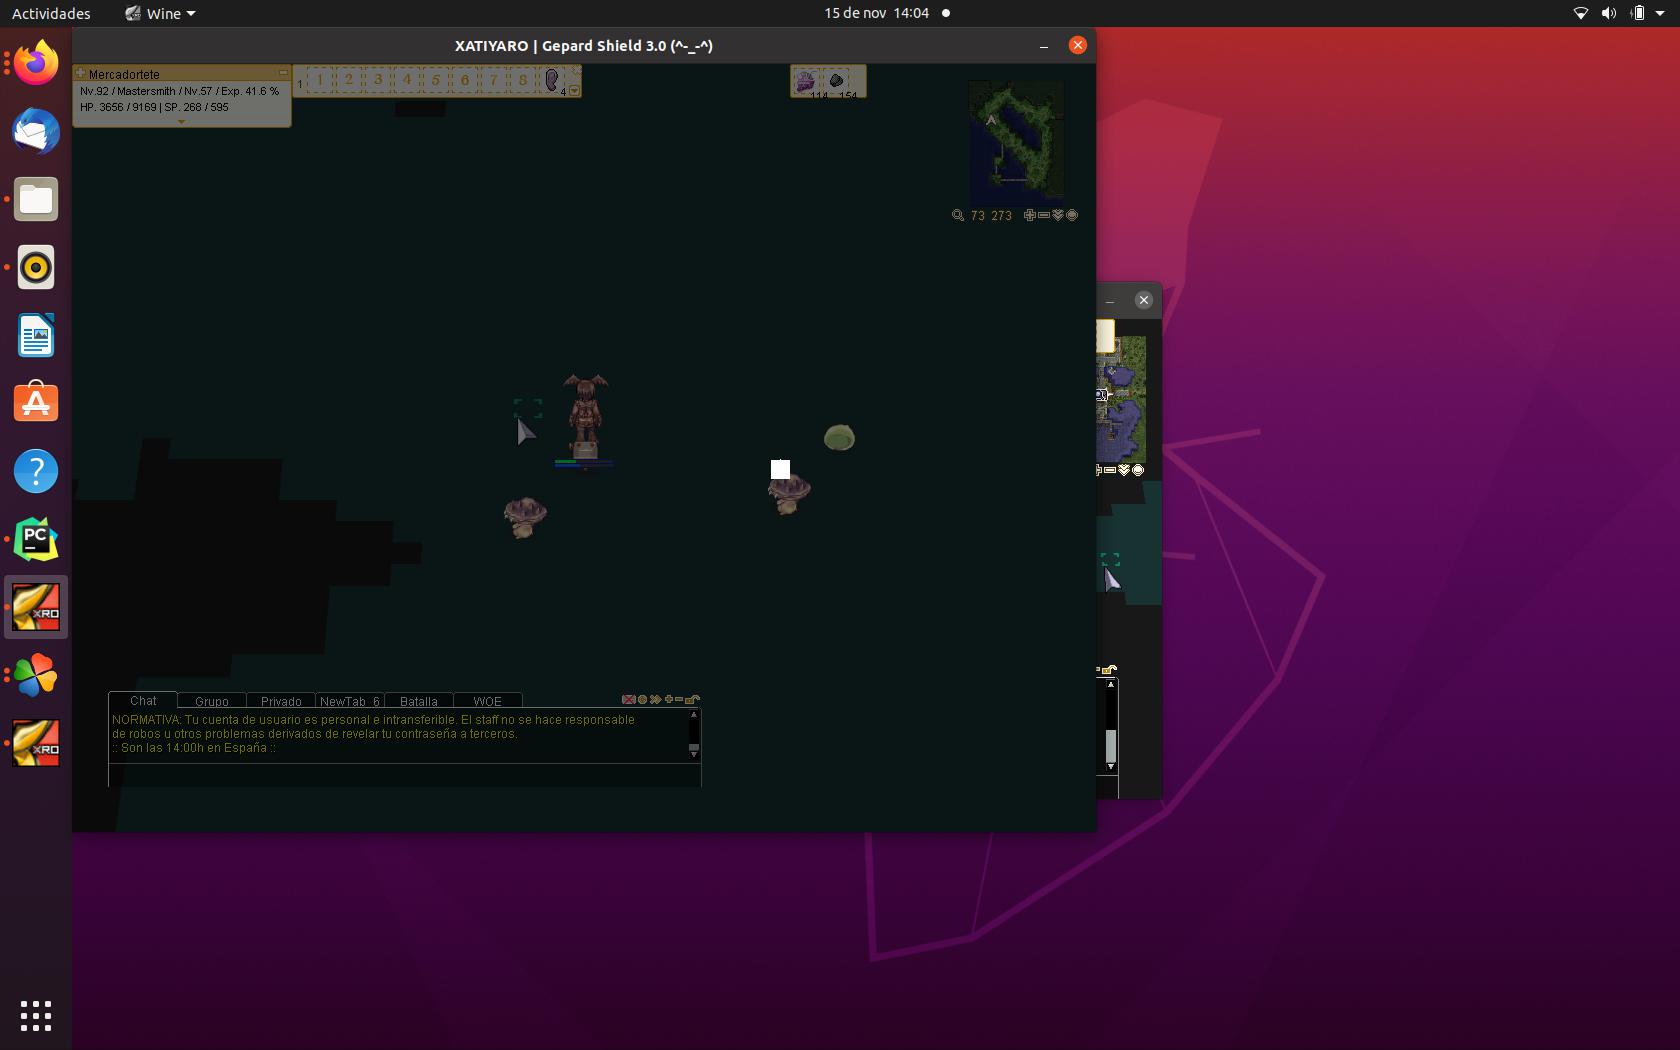 Actividades
Wine
15 de nov 14:04
XATIYARO | Gepard Shield 3.0 (^-_-^)
Mercadortete
Nv.92 / Mastersmith / Nv.57 / Exp. 41.6 %
HP. 3656 / 9169 | SP. 268 / 595
1 1 2 3 4 5 6 7 8 4
114 154
73 273
PC
XRO
XRO
Chat Grupo Privado NewTab_6 Batalla WOE
NORMATIVA: Tu cuenta de usuario es personal e intransferible. El staff no se hace responsable
de robos u otros problemas derivados de revelar tu contraseña a terceros.
:: Son las 14:00h en España ::